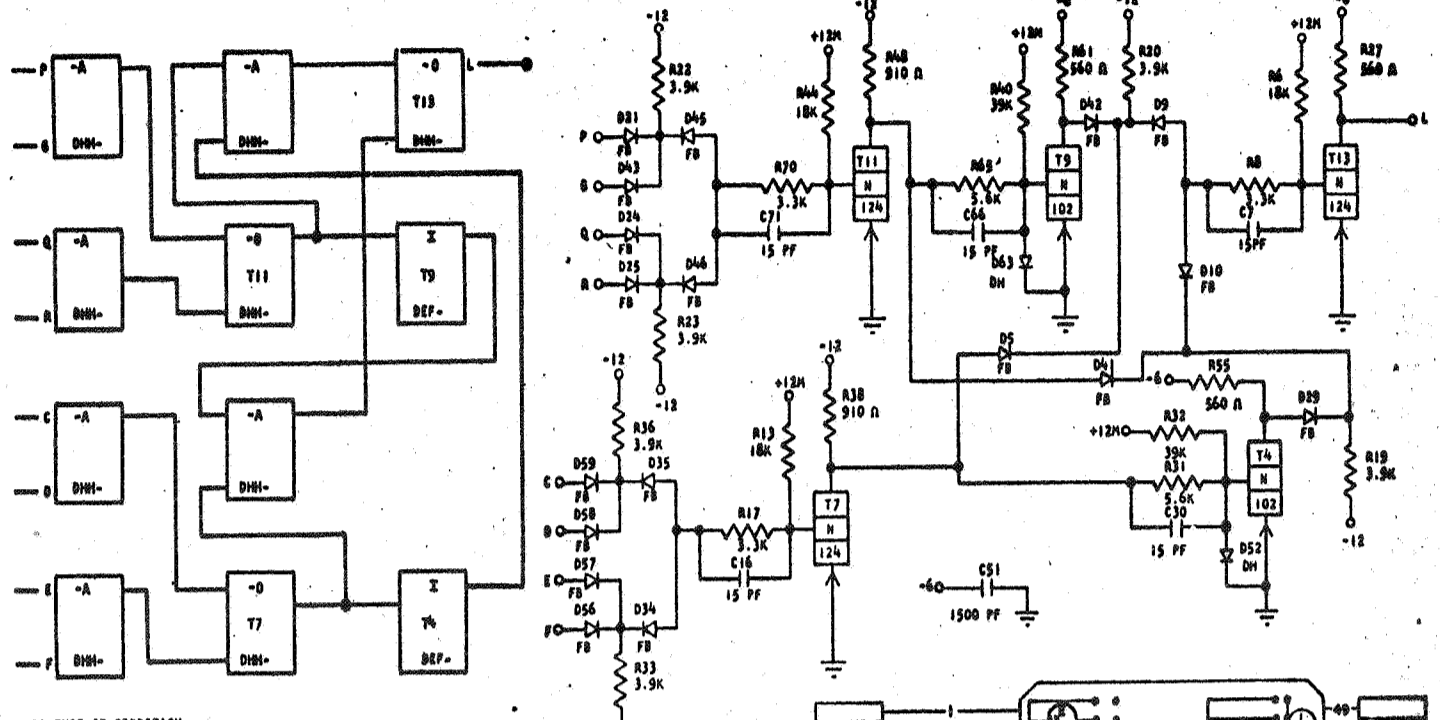 P
-A
DHH-
G
-A
DHH-
-O
T13
DHH-
L
Q
-A
DHH-
R
-O
T11
DHH-
I
T9
DEF-
C
-A
DHH-
D
-A
DHH-
E
-A
DHH-
F
-O
T7
DHH-
I
T4
DEF-
-12
R22
3.9K
P
D21
FB
D45
FB
G
D43
FB
Q
D24
FB
R
D25
FB
D46
FB
R23
3.9K
-12
R70
3.3K
C71
15 PF
+12M
R44
18K
-12
R48
910 Ω
T11
N
124
+12M
R40
39K
R65
5.6K
C66
15 PF
D63
DH
R61
560 Ω
T9
N
102
D42
FB
R20
3.9K
D9
FB
D10
FB
R8
3.3K
C7
15PF
+12M
R6
18K
R27
560 Ω
T13
N
124
L
-12
R36
3.9K
C
D59
FB
D35
FB
D
D58
FB
E
D57
FB
F
D56
FB
D34
FB
R33
3.9K
R17
3.3K
C16
15 PF
+12M
R13
18K
-12
R38
910 Ω
T7
N
124
D5
FB
D4
FB
-6
R55
560 Ω
+12M
R32
39K
R31
5.6K
C30
15 PF
D52
DH
T4
N
102
D29
FB
R19
3.9K
-12
-6
C51
1500 PF
1
49